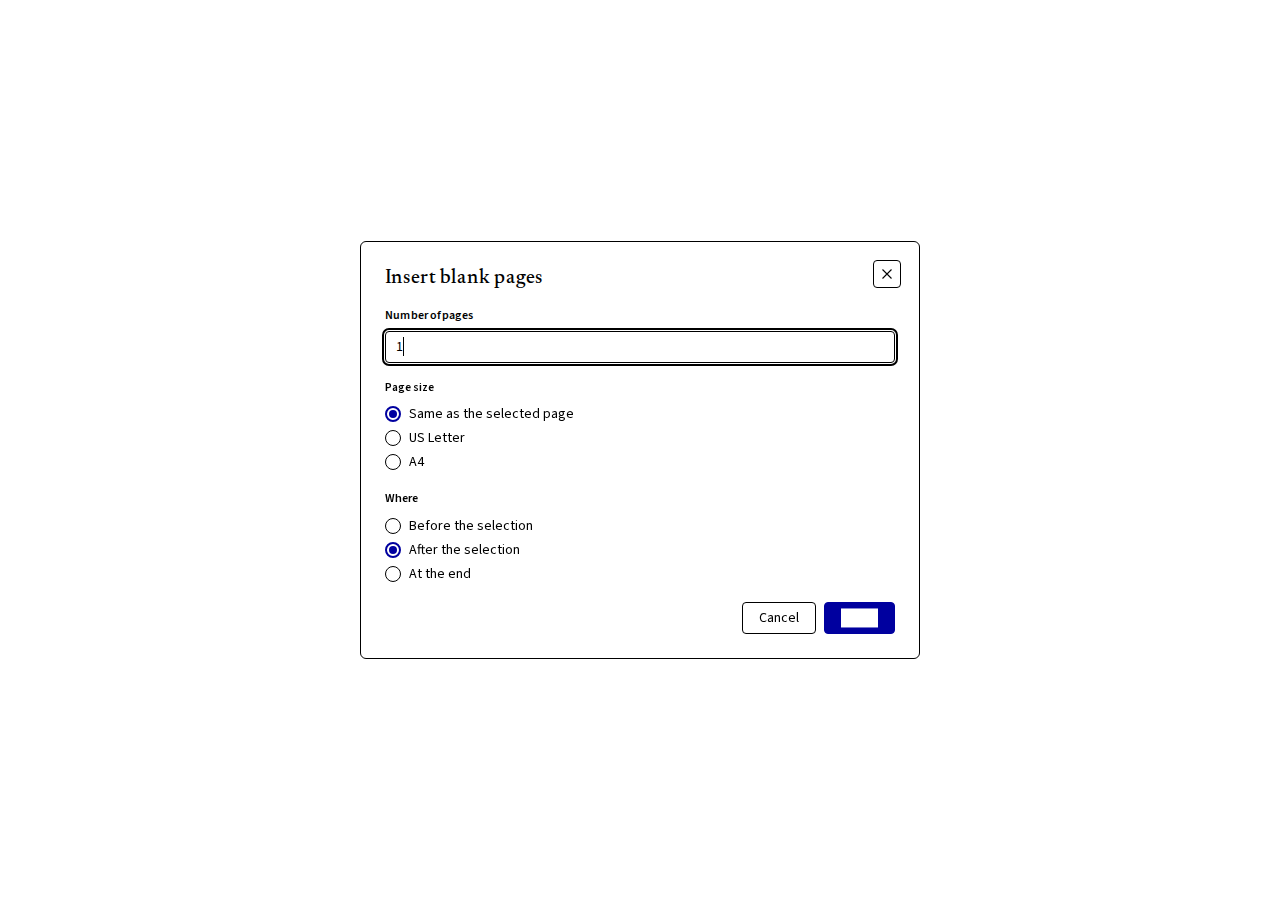 Insert blank pages
Number of pages
1
Page size
Same as the selected page
US Letter
A4
Where
Before the selection
After the selection
At the end
Cancel